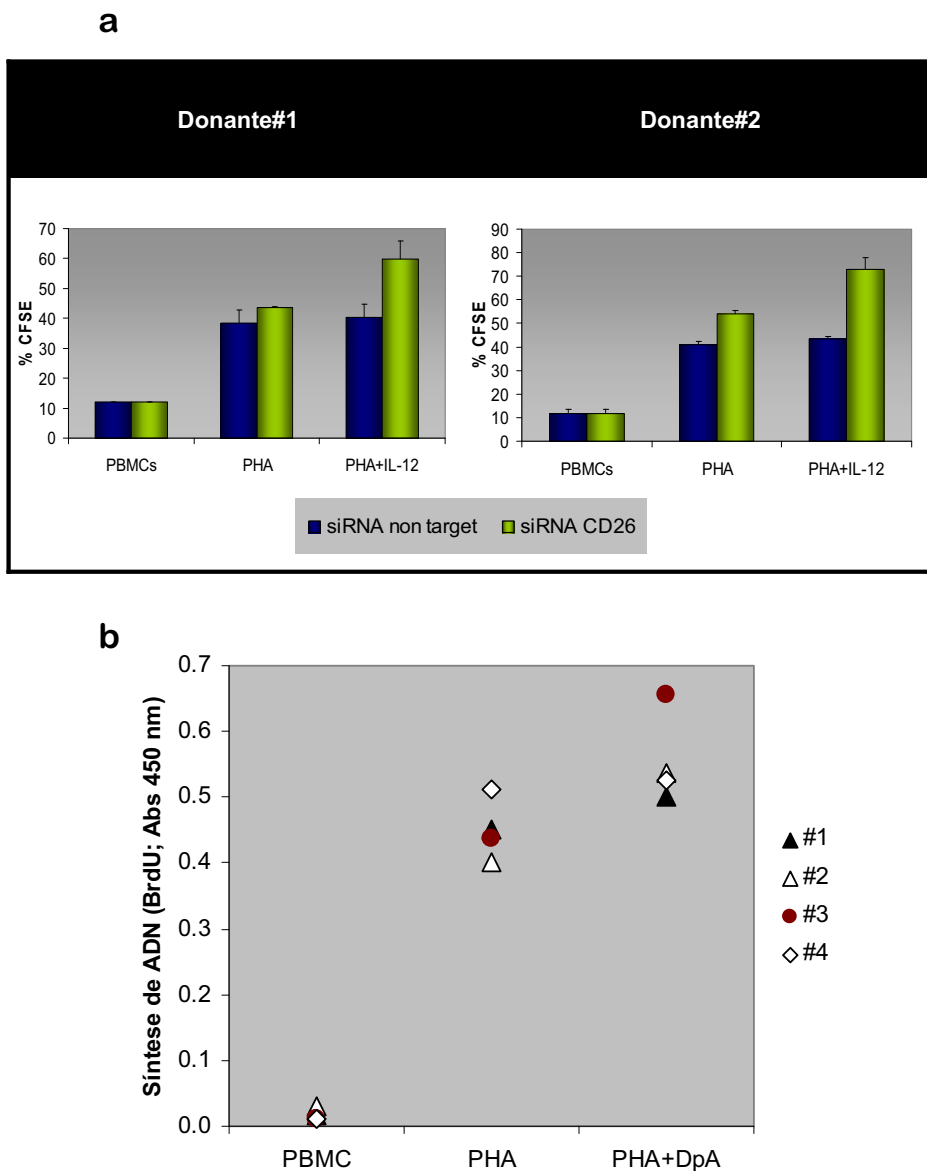 a
Donante#1
Donante#2
70
60
50
40
30
20
10
0
% CFSE
PBMCs
PHA
PHA+IL-12
90
80
70
60
50
40
30
20
10
0
% CFSE
PBMCs
PHA
PHA+IL-12
siRNA non target
siRNA CD26
b
0.7
0.6
0.5
0.4
0.3
0.2
0.1
0.0
Síntese de ADN (BrdU; Abs 450 nm)
PBMC
PHA
PHA+DpA
#1
#2
#3
#4